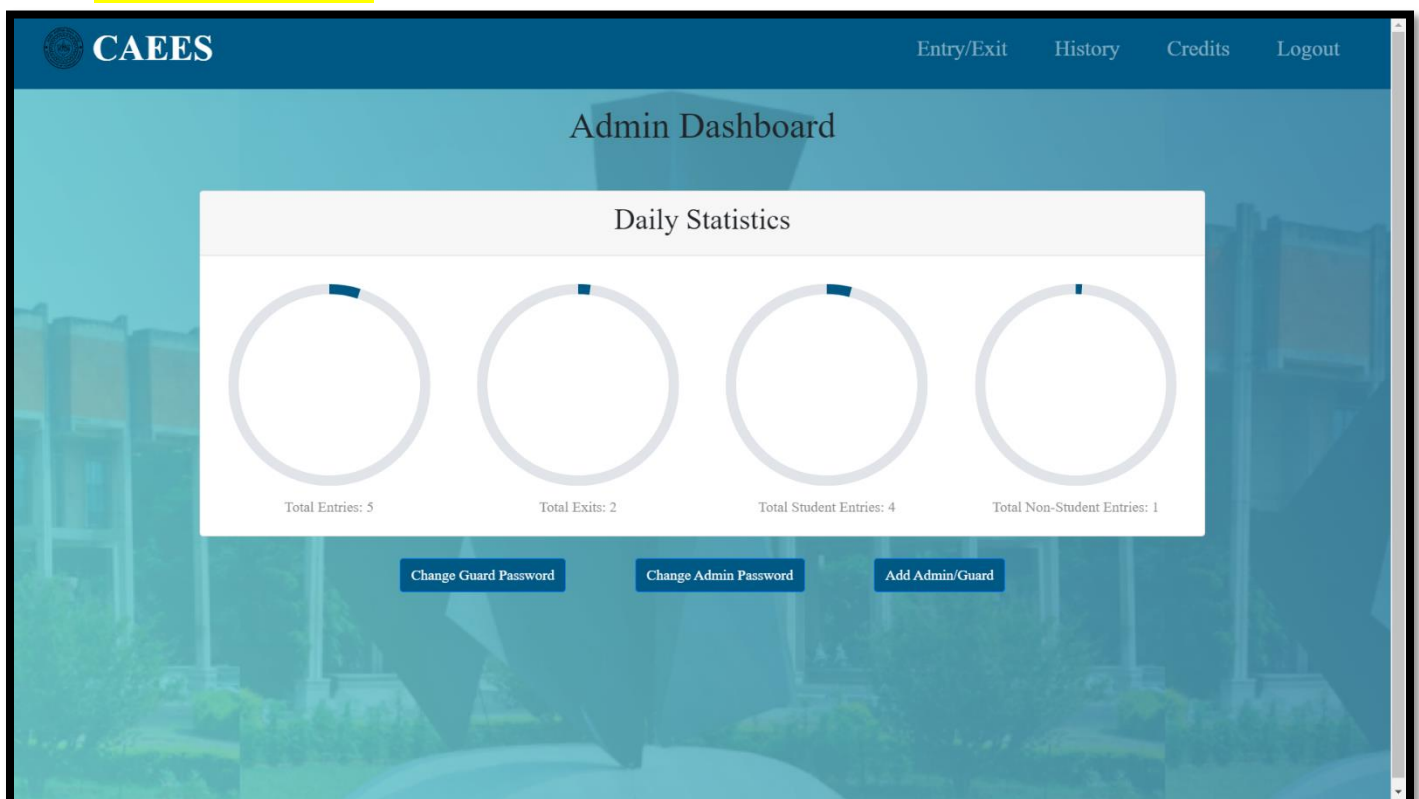 CAEES
Entry/Exit History Credits Logout
Admin Dashboard
Daily Statistics
Total Entries: 5 Total Exits: 2 Total Student Entries: 4 Total Non-Student Entries: 1
Change Guard Password Change Admin Password Add Admin/Guard